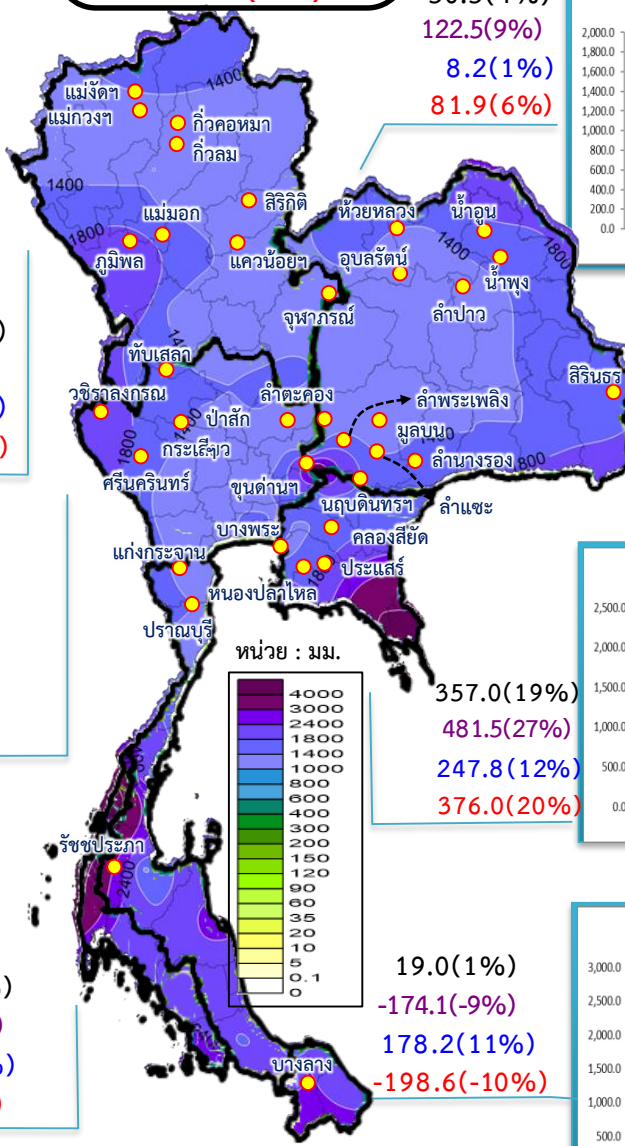 122.5(9%)
8.2(1%)
81.9(6%)
2,000.0
1,800.0
1,600.0
1,400.0
1,200.0
1,000.0
800.0
600.0
400.0
200.0
0.0
1400
แม่งัดฯ
แม่กวงฯ
กิ่วคอหมา
กิ่วลม
1400
สิริกิติ์
แม่มอก
ห้วยหลวง
น้ำอูน
1800
1400
1800
ภูมิพล
แควน้อยฯ
อุบลรัตน์
น้ำพุง
จุฬาภรณ์
ลำปาว
ทับเสลา
สิรินธร
วชิราลงกรณ
ลำตะคอง
ลำพระเพลิง
ป่าสัก
1400
มูลบน
1800
กระเสียว
1400
ลำนางรอง
1800
ศรีนครินทร์
ขุนด่านฯ
นฤบดินทรฯ
ลำแซะ
บางพระ
คลองสียัด
แก่งกระจาน
ประแสร์
หนองปลาไหล
ปราณบุรี
หน่วย : มม.
4000
3000
2400
1800
1400
1000
800
600
400
300
200
150
120
90
60
35
20
10
5
0.1
0
357.0(19%)
481.5(27%)
247.8(12%)
376.0(20%)
2,500.0
2,000.0
1,500.0
1,000.0
500.0
0.0
รัชชประภา
2400
19.0(1%)
-174.1(-9%)
178.2(11%)
-198.6(-10%)
บางลาง
3,000.0
2,500.0
2,000.0
1,500.0
1,000.0
500.0